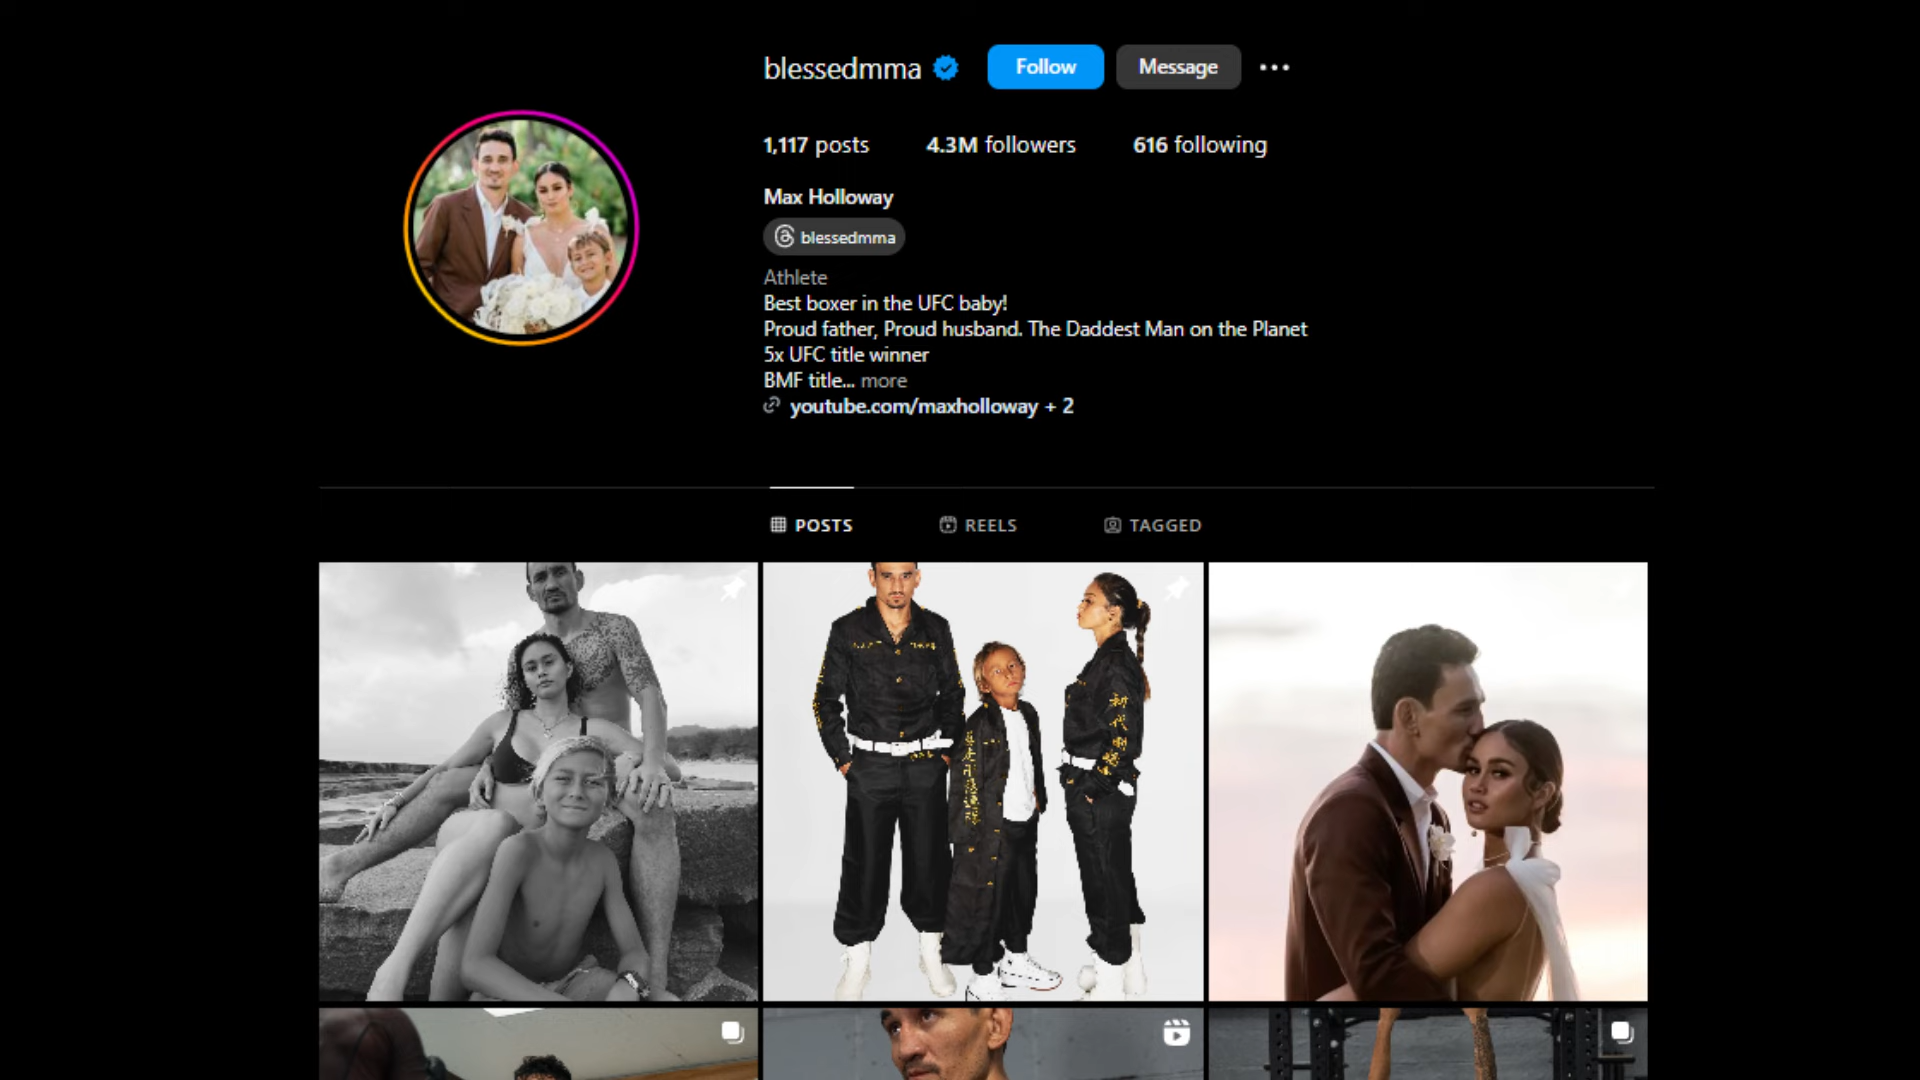 blessedmma Follow Message
1,117 posts 4.3M followers 616 following
Max Holloway
blessedmma
Athlete
Best boxer in the UFC baby!
Proud father, Proud husband. The Daddest Man on the Planet
5x UFC title winner
BMF title... more
youtube.com/maxholloway + 2
POSTS REELS TAGGED